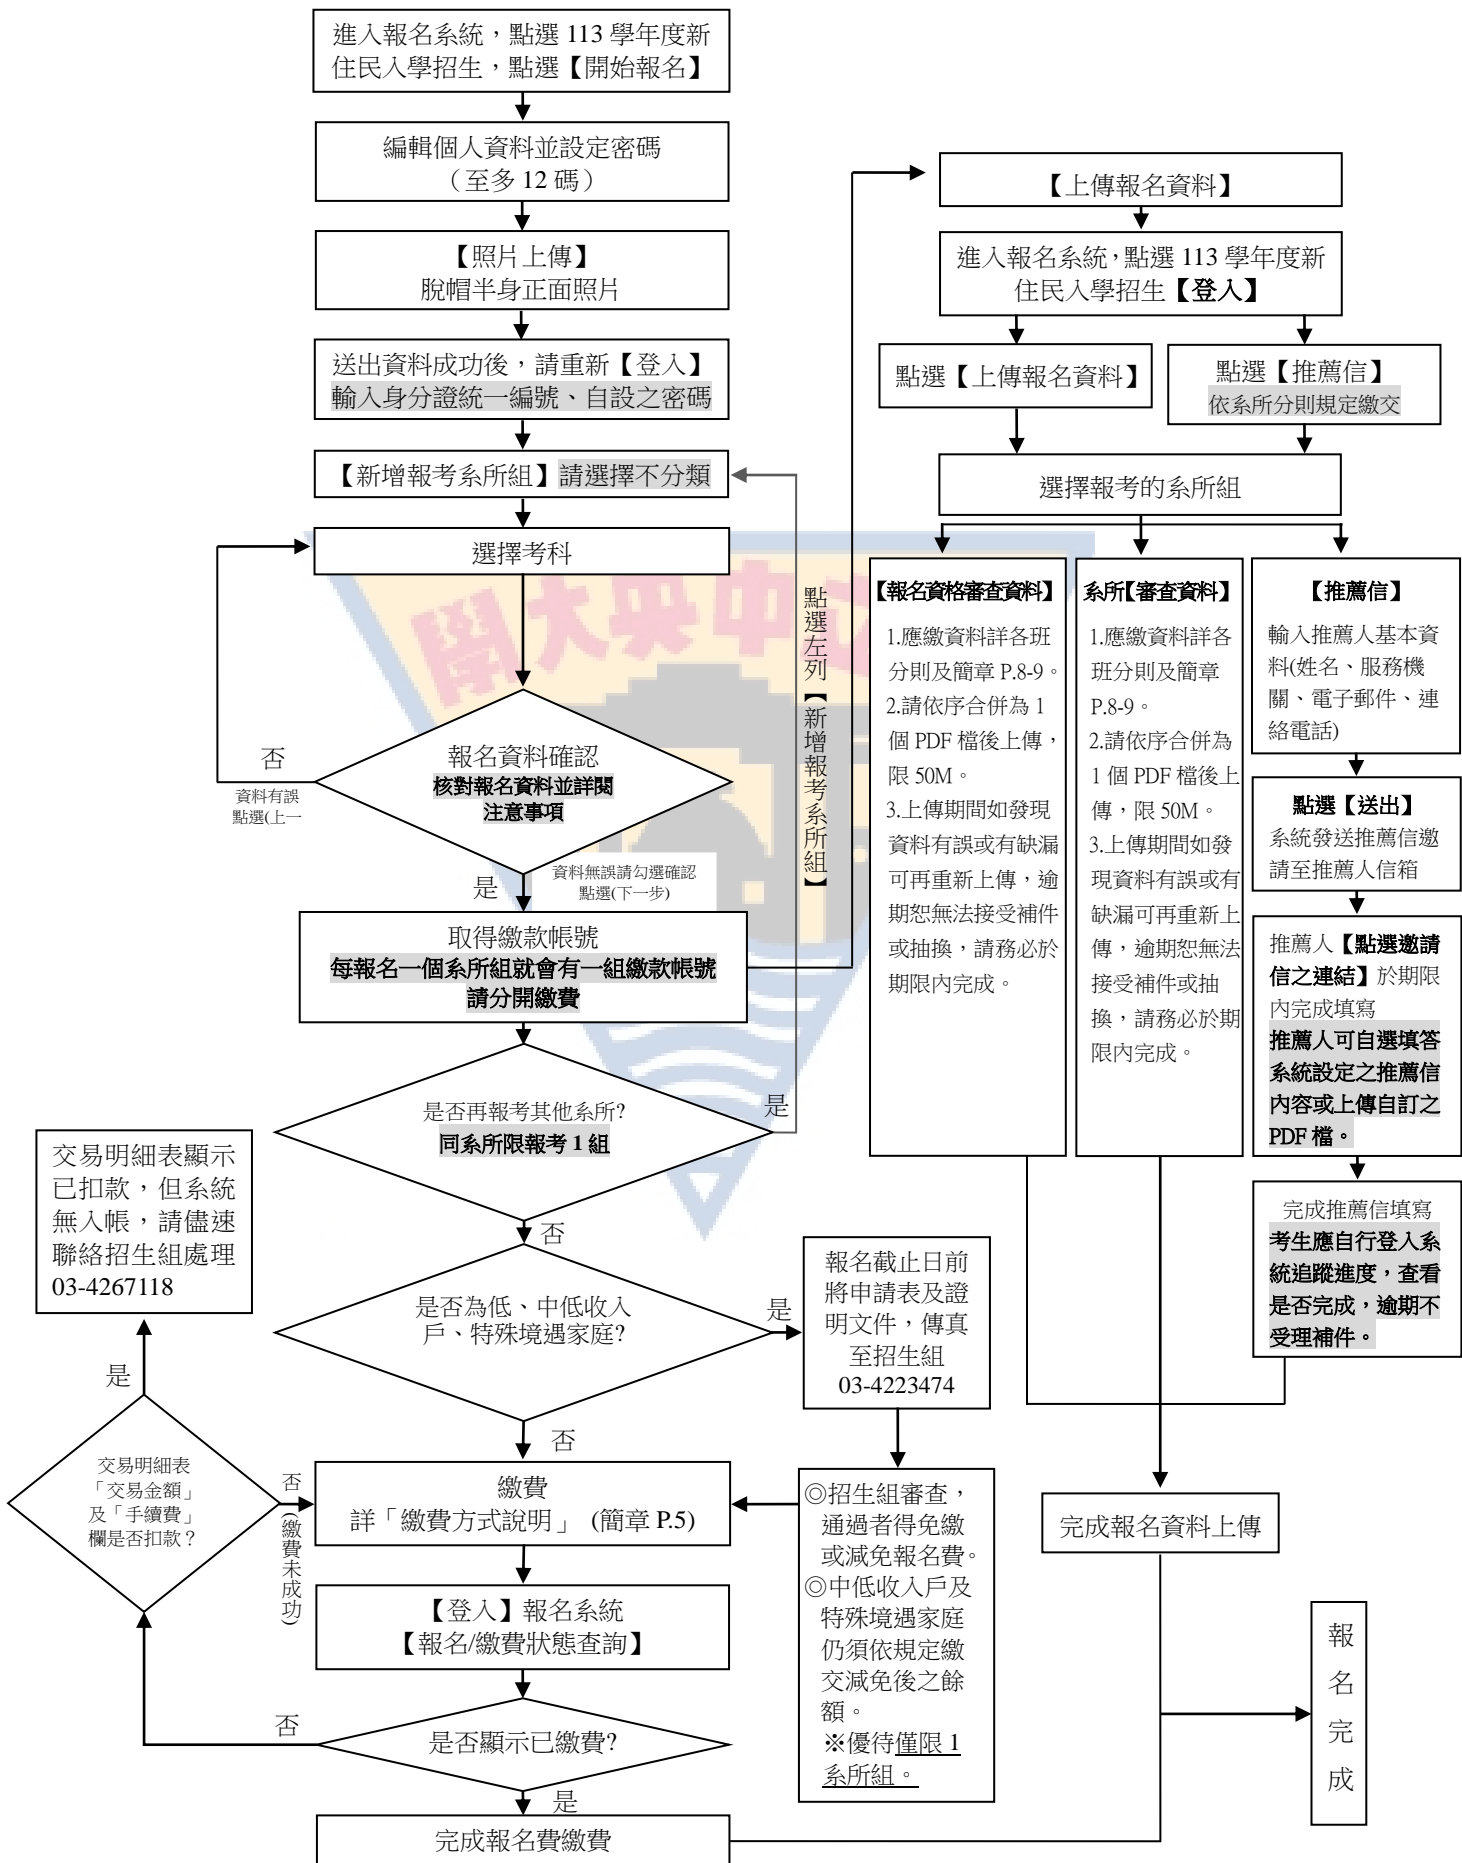 進入報名系統，點選 113 學年度新
住民入學招生，點選【開始報名】
編輯個人資料並設定密碼
（至多 12 碼）
【照片上傳】
脫帽半身正面照片
送出資料成功後，請重新【登入】
輸入身分證統一編號、自設之密碼
【新增報考系所組】請選擇不分類
選擇考科
報名資料確認
核對報名資料並詳閱
注意事項
否
資料有誤
點選(上一
是
資料無誤請勾選確認
點選(下一步)
點選左列【新增報考系所組】
取得繳款帳號
每報名一個系所組就會有一組繳款帳號
請分開繳費
是否再報考其他系所?
同系所限報考 1 組
是
否
是否為低、中低收入
戶、特殊境遇家庭?
是
否
報名截止日前
將申請表及證
明文件，傳真
至招生組
03-4223474
◎招生組審查，
通過者得免繳
或減免報名費。
◎中低收入戶及
特殊境遇家庭
仍須依規定繳
交減免後之餘
額。
※優待僅限 1
系所組。
繳費
詳「繳費方式說明」 (簡章 P.5)
【登入】報名系統
【報名/繳費狀態查詢】
是否顯示已繳費?
否
是
完成報名費繳費
交易明細表
「交易金額」
及「手續費」
欄是否扣款？
否(繳費未成功)
是
交易明細表顯示
已扣款，但系統
無入帳，請儘速
聯絡招生組處理
03-4267118
【上傳報名資料】
進入報名系統，點選 113 學年度新
住民入學招生【登入】
點選【上傳報名資料】
點選【推薦信】
依系所分則規定繳交
選擇報考的系所組
【報名資格審查資料】
1.應繳資料詳各班
分則及簡章 P.8-9。
2.請依序合併為 1
個 PDF 檔後上傳，
限 50M。
3.上傳期間如發現
資料有誤或有缺漏
可再重新上傳，逾
期恕無法接受補件
或抽換，請務必於
期限內完成。
系所【審查資料】
1.應繳資料詳各
班分則及簡章
P.8-9。
2.請依序合併為
1 個 PDF 檔後上
傳，限 50M。
3.上傳期間如發
現資料有誤或有
缺漏可再重新上
傳，逾期恕無法
接受補件或抽
換，請務必於期
限內完成。
【推薦信】
輸入推薦人基本資
料(姓名、服務機
關、電子郵件、連
絡電話)
點選【送出】
系統發送推薦信邀
請至推薦人信箱
推薦人【點選邀請
信之連結】於期限
內完成填寫
推薦人可自選填答
系統設定之推薦信
內容或上傳自訂之
PDF 檔。
完成推薦信填寫
考生應自行登入系
統追蹤進度，查看
是否完成，逾期不
受理補件。
完成報名資料上傳
報名完成
學大央中立